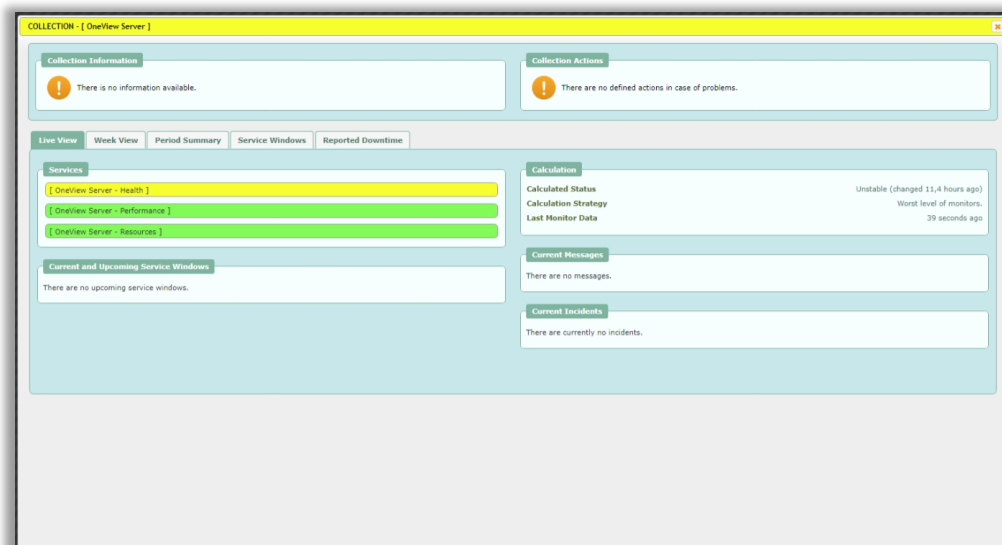 COLLECTION - [ OneView Server ]
Collection Information
There is no information available.
Collection Actions
There are no defined actions in case of problems.
Live View
Week View
Period Summary
Service Windows
Reported Downtime
Services
[ OneView Server - Health ]
[ OneView Server - Performance ]
[ OneView Server - Resources ]
Current and Upcoming Service Windows
There are no upcoming service windows.
Calculation
Calculated Status Unstable (changed 11,4 hours ago)
Calculation Strategy Worst level of monitors.
Last Monitor Data 39 seconds ago
Current Messages
There are no messages.
Current Incidents
There are currently no incidents.